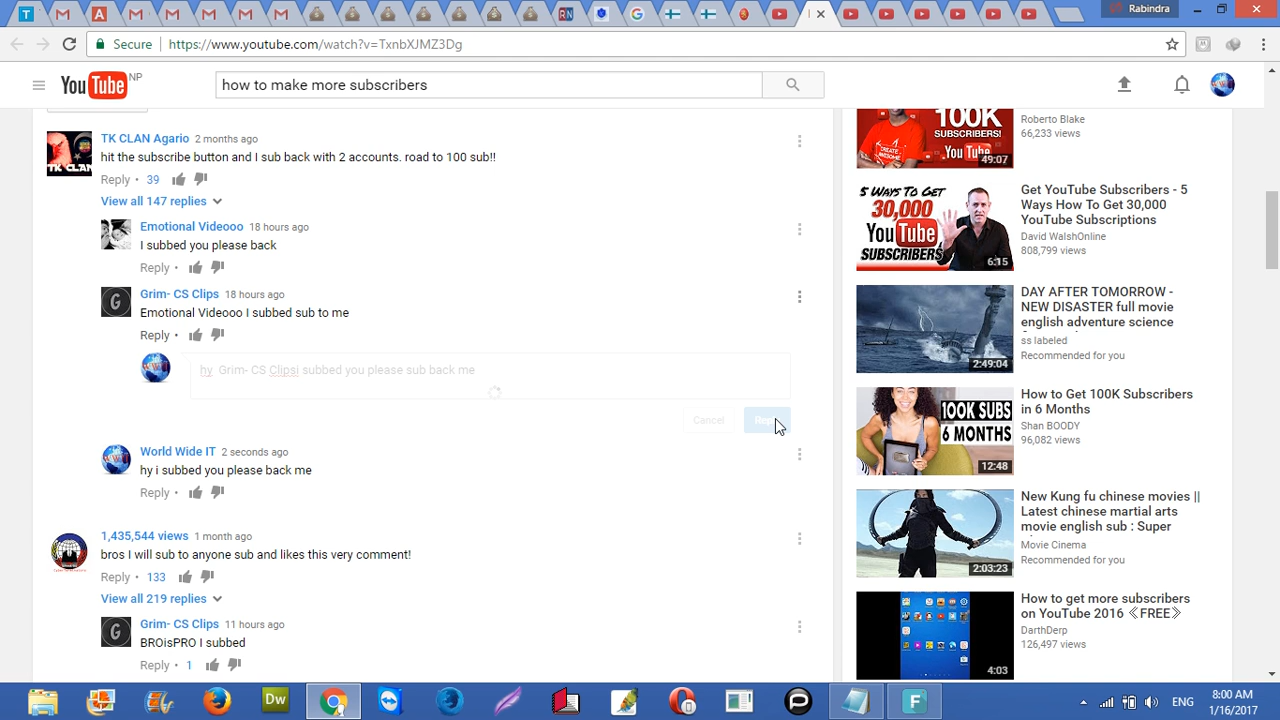 Rabindra
Secure
https://www.youtube.com/watch?v=TxnbXJMZ3Dg
YouTube NP
how to make more subscribers
TK CLAN Agario 2 months ago
hit the subscribe button and I sub back with 2 accounts. road to 100 sub!!
Reply • 39
View all 147 replies
Emotional Videooo 18 hours ago
I subbed you please back
Reply •
Grim- CS Clips 18 hours ago
Emotional Videooo I subbed sub to me
Reply •
hy Grim- CS Clipsi subbed you please sub back me
Cancel
World Wide IT 2 seconds ago
hy i subbed you please back me
Reply •
1,435,544 views 1 month ago
bros I will sub to anyone sub and likes this very comment!
Reply • 133
View all 219 replies
Grim- CS Clips 11 hours ago
BROisPRO I subbed
Reply • 1
100K
SUBSCRIBERS!
YouTube
49:07
Roberto Blake
66,233 views
5 WAYS TO GET
30,000
YouTube
SUBSCRIBERS
6:15
Get YouTube Subscribers - 5
Ways How To Get 30,000
YouTube Subscriptions
David WalshOnline
808,799 views
2:49:04
DAY AFTER TOMORROW -
NEW DISASTER full movie
english adventure science
ss labeled
Recommended for you
100K SUBS
6 MONTHS
12:48
How to Get 100K Subscribers
in 6 Months
Shan BOODY
96,082 views
2:03:23
New Kung fu chinese movies ||
Latest chinese martial arts
movie english sub : Super
Movie Cinema
Recommended for you
4:03
How to get more subscribers
on YouTube 2016 《FREE》
DarthDerp
126,497 views
Dw
F
ENG
8:00 AM
1/16/2017